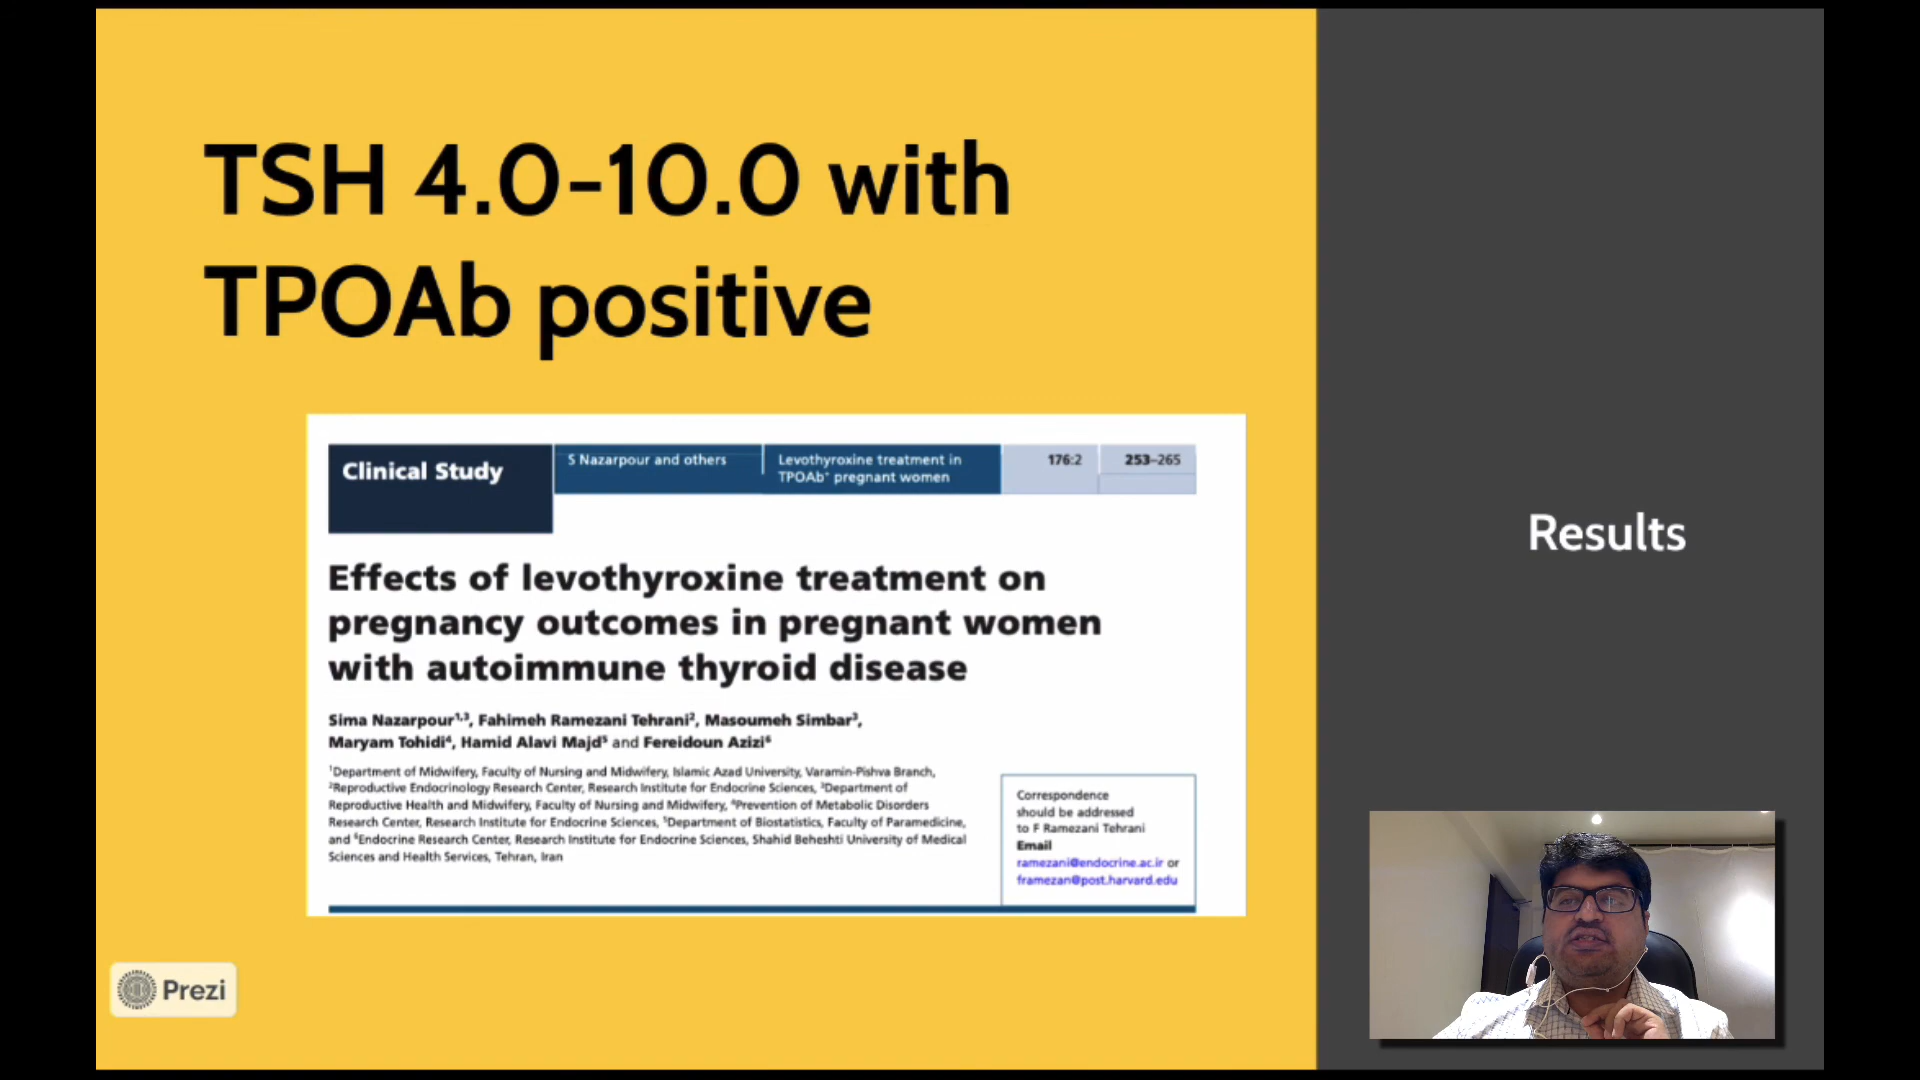 TSH 4.0-10.0 with
TPOAb positive
Clinical Study
S Nazarpour and others
Levothyroxine treatment in
TPOAb⁺ pregnant women
176:2
253–265
Effects of levothyroxine treatment on
pregnancy outcomes in pregnant women
with autoimmune thyroid disease
Sima Nazarpour¹,³, Fahimeh Ramezani Tehrani², Masoumeh Simbar³,
Maryam Tohidi⁴, Hamid Alavi Majd⁵ and Fereidoun Azizi⁶
¹Department of Midwifery, Faculty of Nursing and Midwifery, Islamic Azad University, Varamin-Pishva Branch,
²Reproductive Endocrinology Research Center, Research Institute for Endocrine Sciences, ³Department of
Reproductive Health and Midwifery, Faculty of Nursing and Midwifery, ⁴Prevention of Metabolic Disorders
Research Center, Research Institute for Endocrine Sciences, ⁵Department of Biostatistics, Faculty of Paramedicine,
and ⁶Endocrine Research Center, Research Institute for Endocrine Sciences, Shahid Beheshti University of Medical
Sciences and Health Services, Tehran, Iran
Correspondence
should be addressed
to F Ramezani Tehrani
Email
ramezani@endocrine.ac.ir or
framezan@post.harvard.edu
Results
Prezi